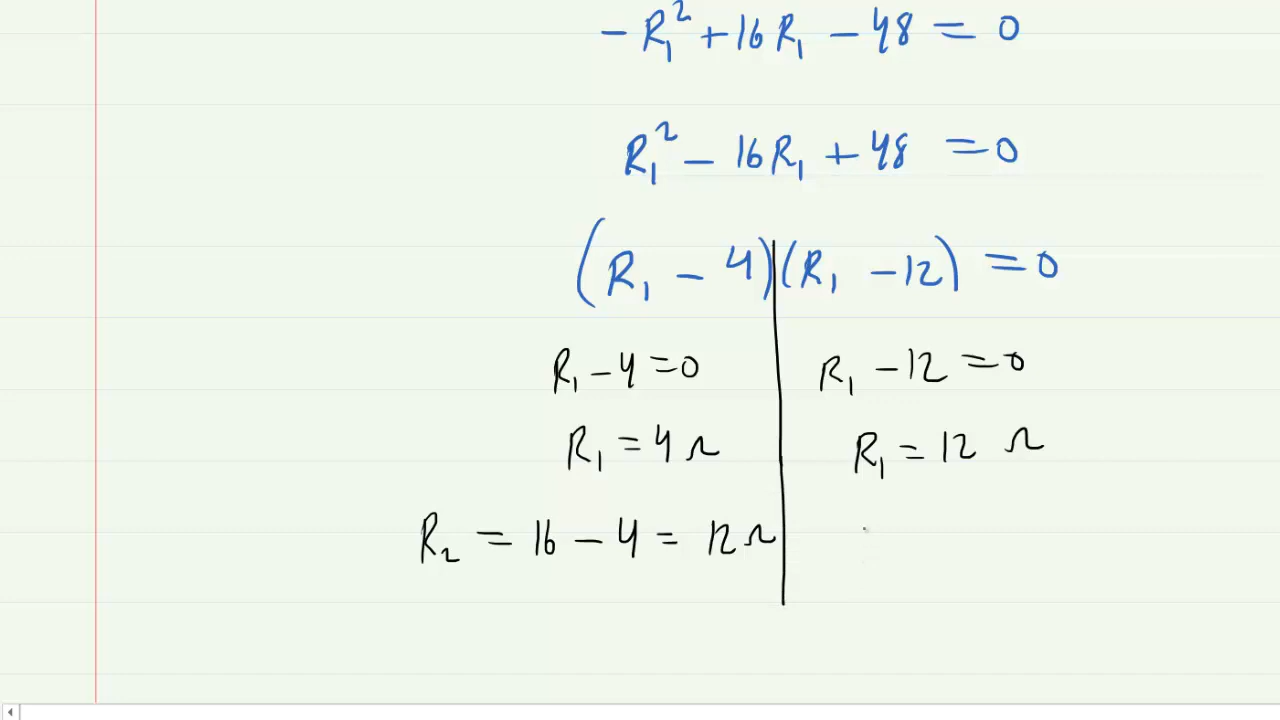 -R₁² + 16R₁ - 48 = 0
R₁² - 16R₁ + 48 = 0
(R₁ - 4)(R₁ - 12) = 0
R₁ - 4 = 0
R₁ = 4 Ω
R₂ = 16 - 4 = 12 Ω
R₁ - 12 = 0
R₁ = 12 Ω